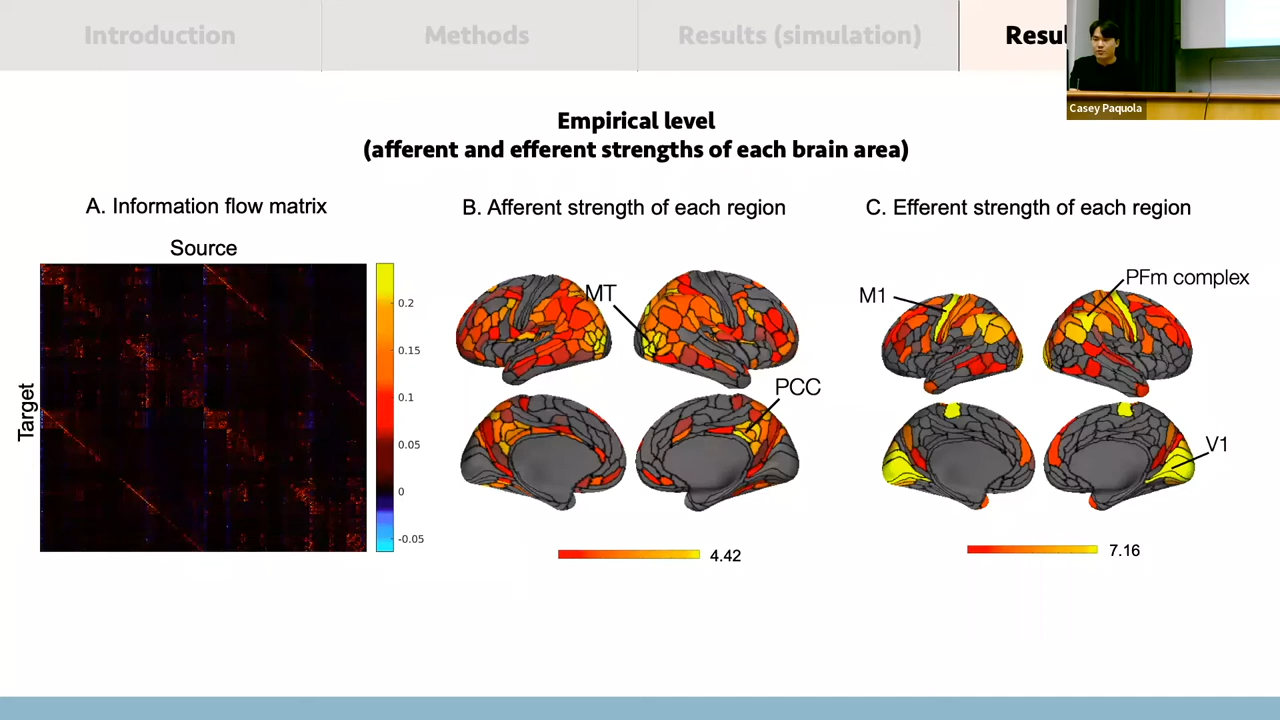 Introduction
Methods
Results (simulation)
Resul
Casey Paquola
Empirical level
(afferent and efferent strengths of each brain area)
A. Information flow matrix
Source
Target
0.2
0.15
0.1
0.05
0
-0.05
B. Afferent strength of each region
MT
PCC
4.42
C. Efferent strength of each region
M1
PFm complex
V1
7.16